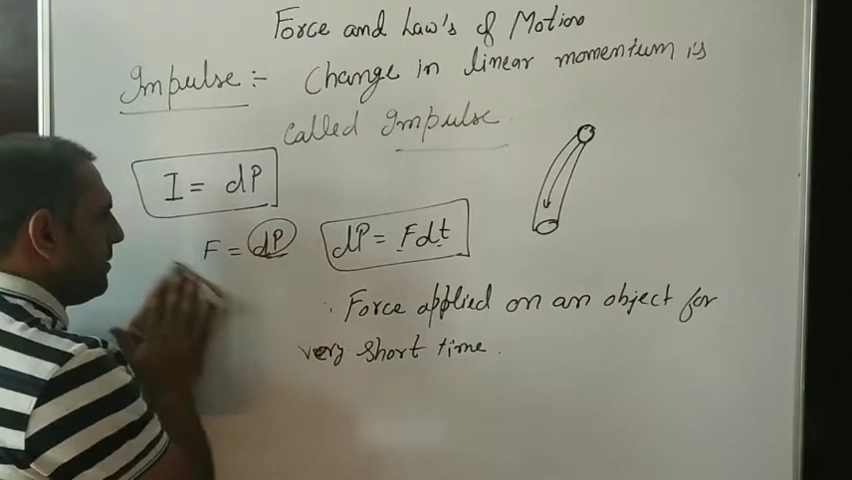 Force and Law's of Motion
Impulse :- Change in linear momentum is
called Impulse.
I = dP
F = dP
dP = Fdt
∴ Force applied on an object for
very short time.